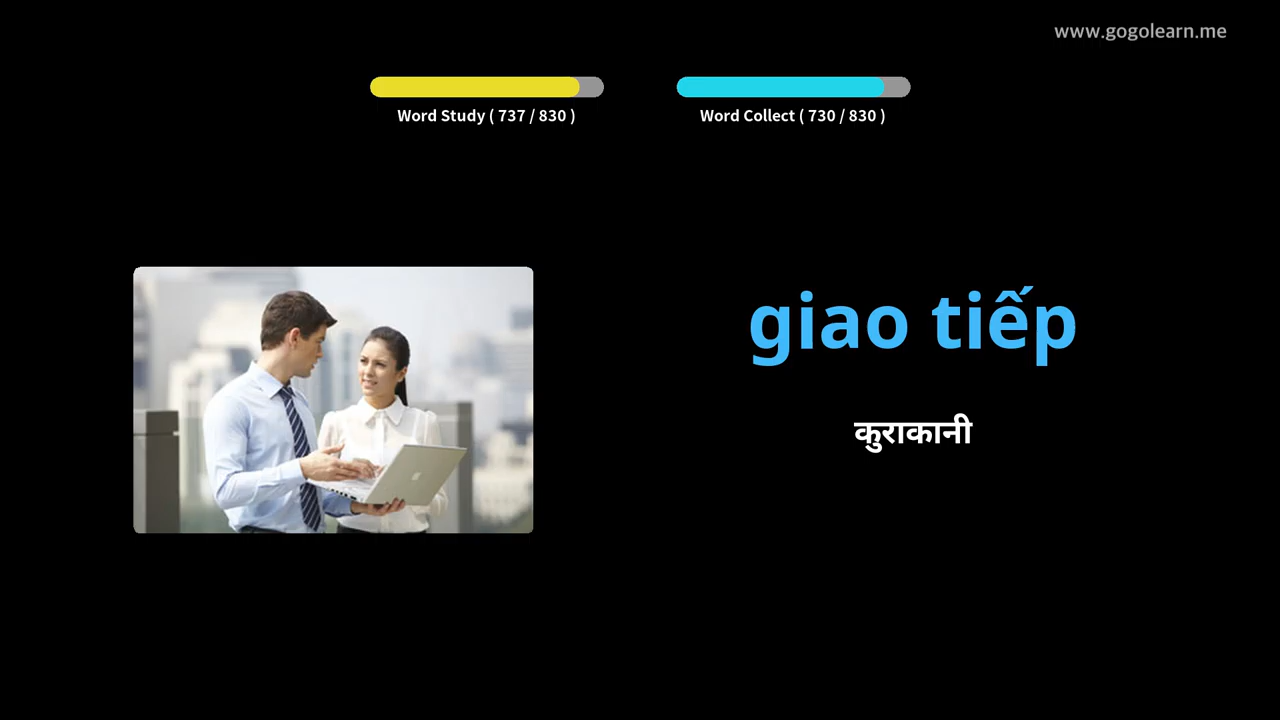 www.gogolearn.me
Word Study ( 737 / 830 )
Word Collect ( 730 / 830 )
giao tiếp
कुराकानी